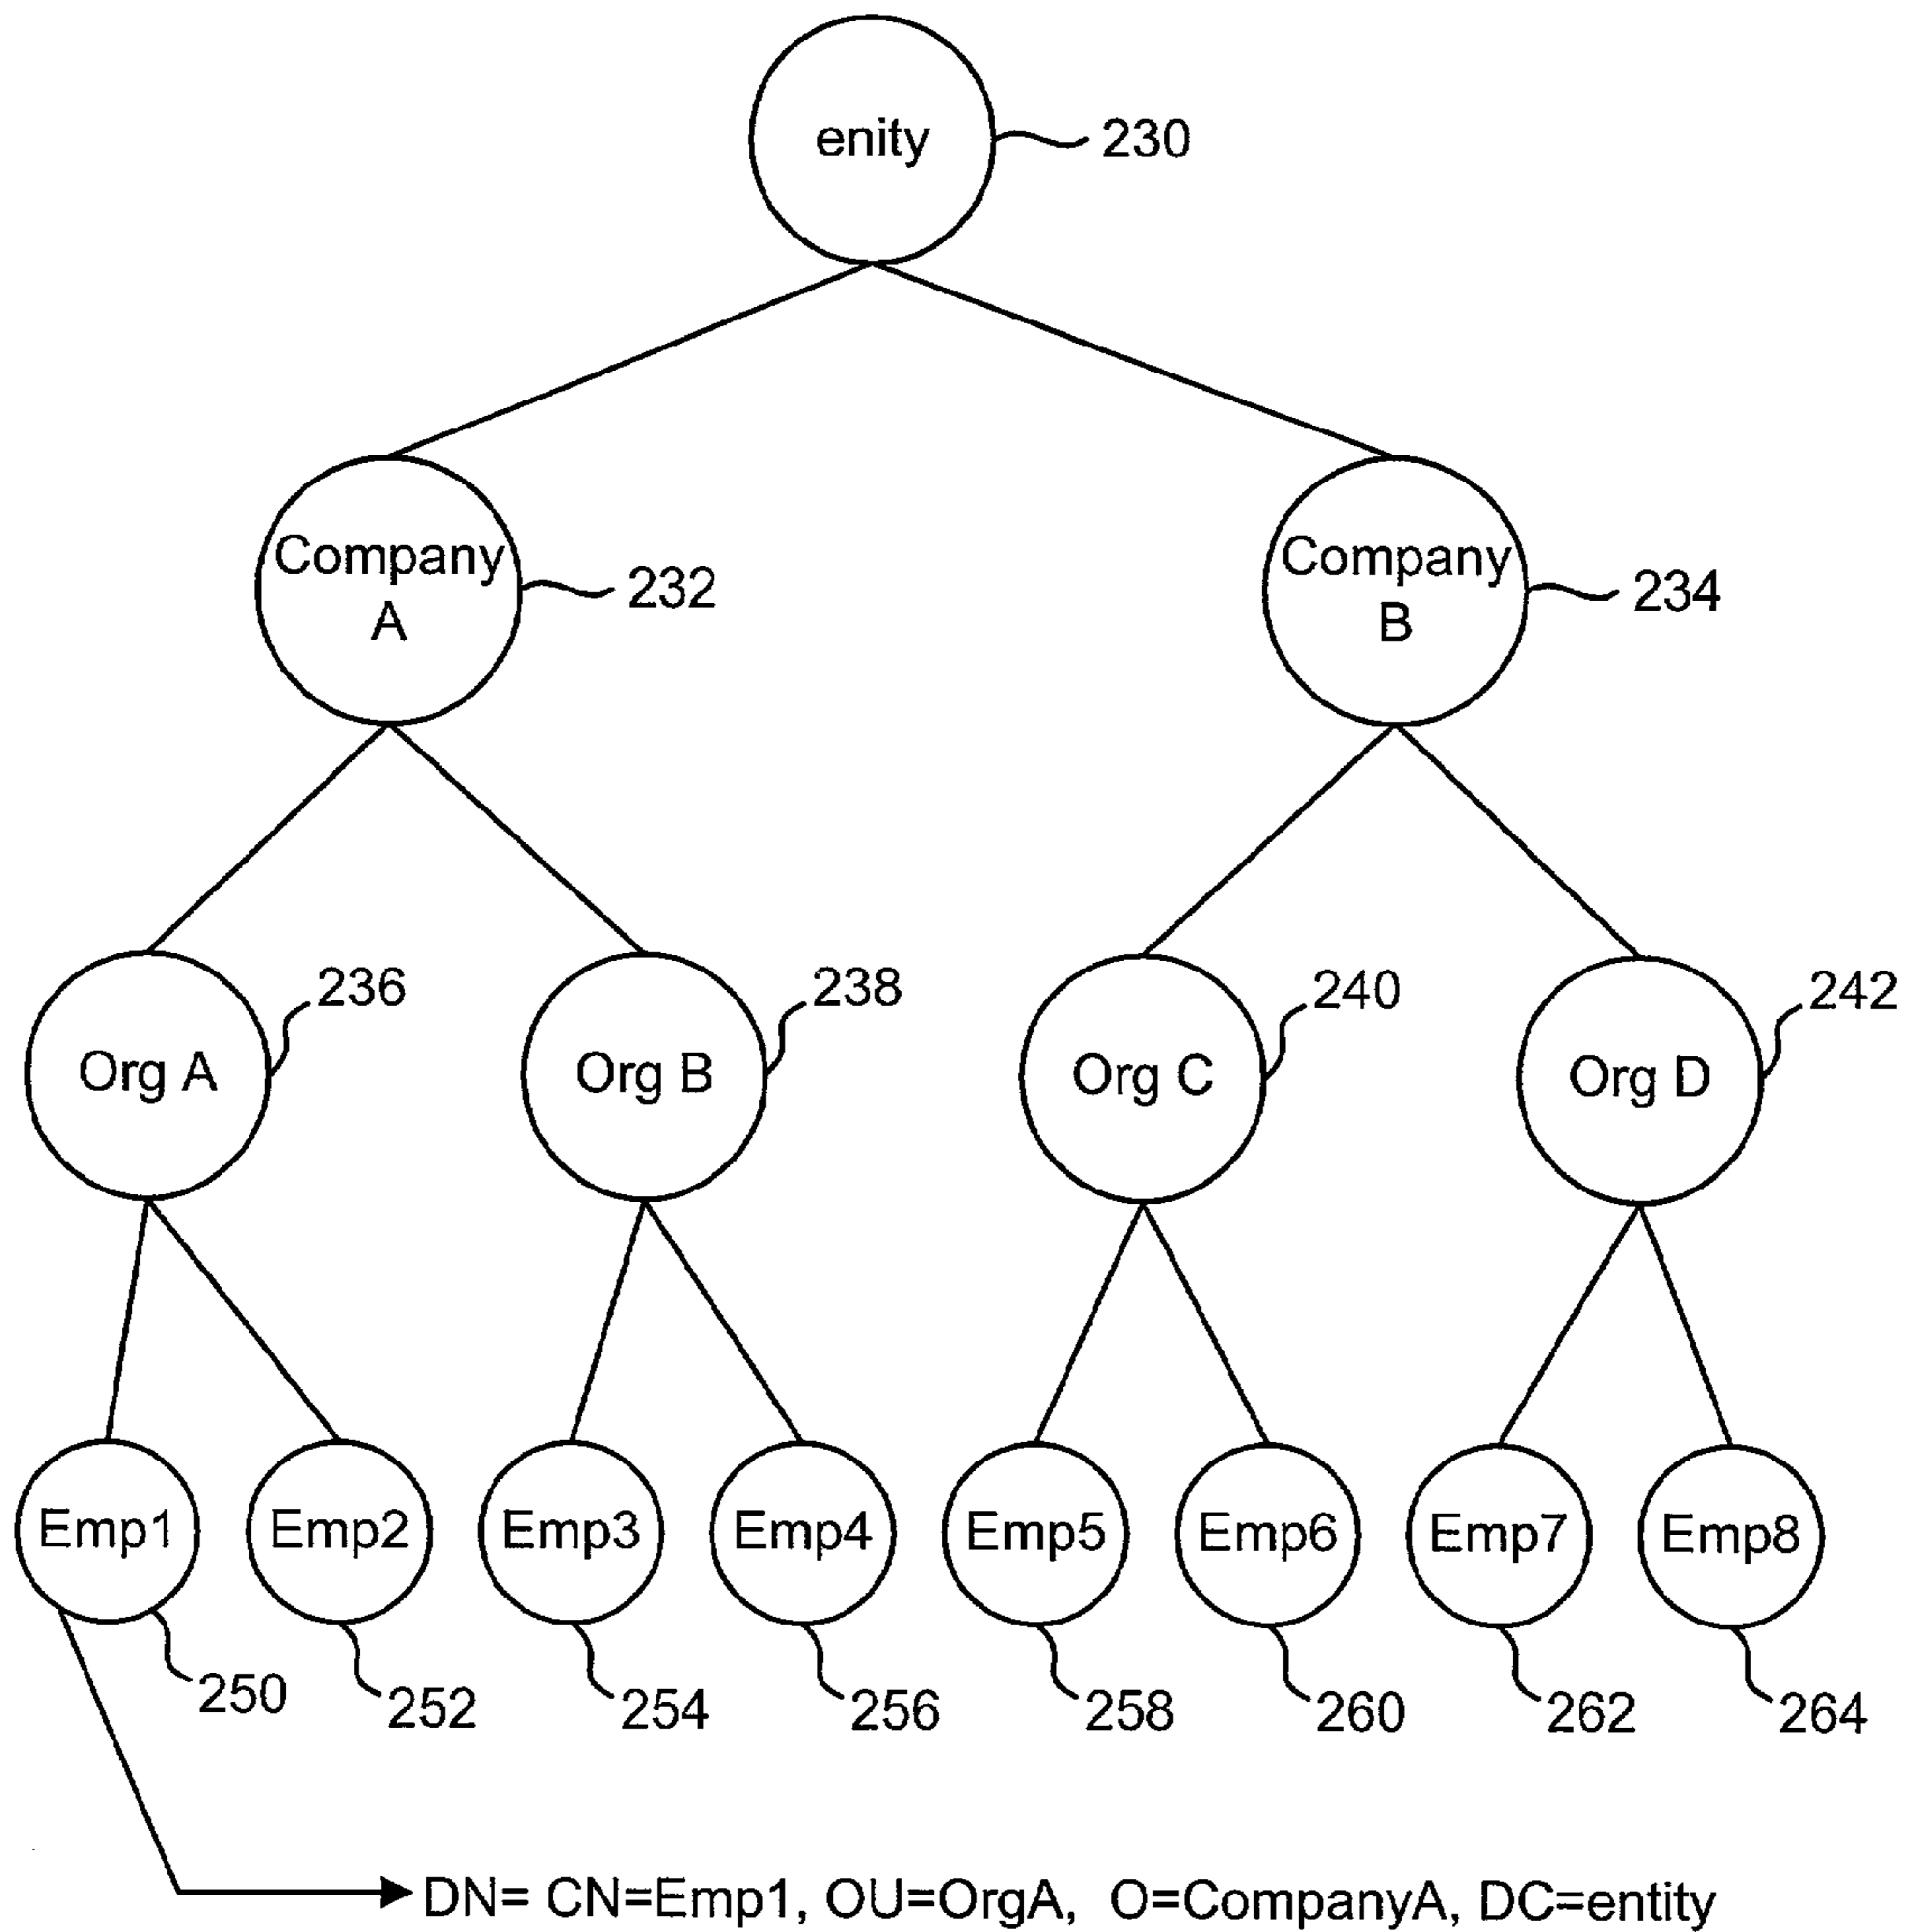 enity
230
Company
A
232
Company
B
234
Org A
236
Org B
238
Org C
240
Org D
242
Emp1
Emp2
Emp3
Emp4
Emp5
Emp6
Emp7
Emp8
250
252
254
256
258
260
262
264
DN= CN=Emp1, OU=OrgA, O=CompanyA, DC=entity